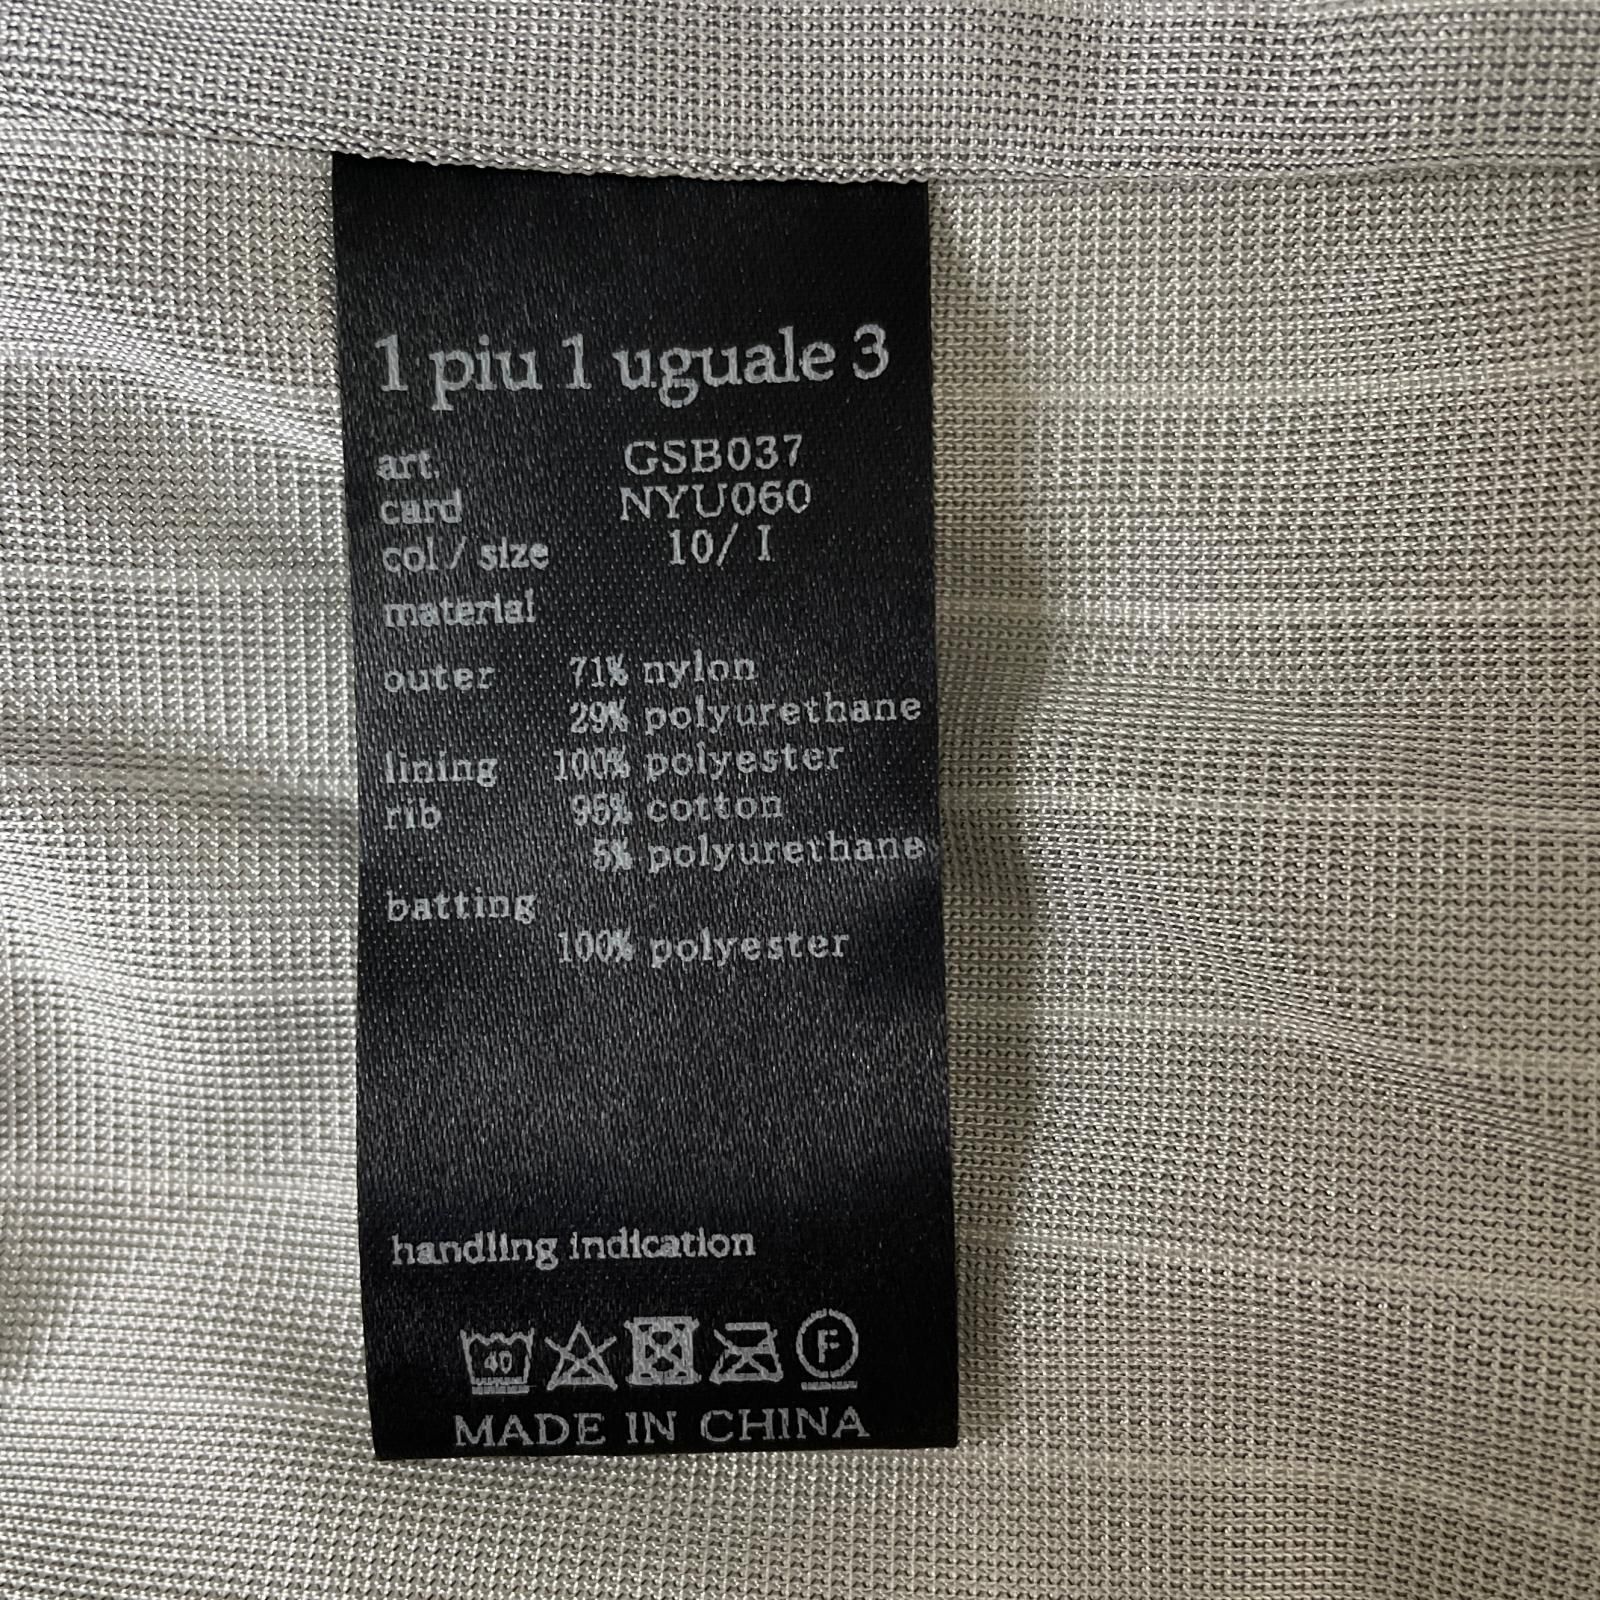 1 piu 1 uguale 3
art. GSB037
card NYU060
col / size 10/ I
material
outer 71% nylon
29% polyurethane
lining 100% polyester
rib 95% cotton
5% polyurethane
batting
100% polyester
handling indication
40 F
MADE IN CHINA